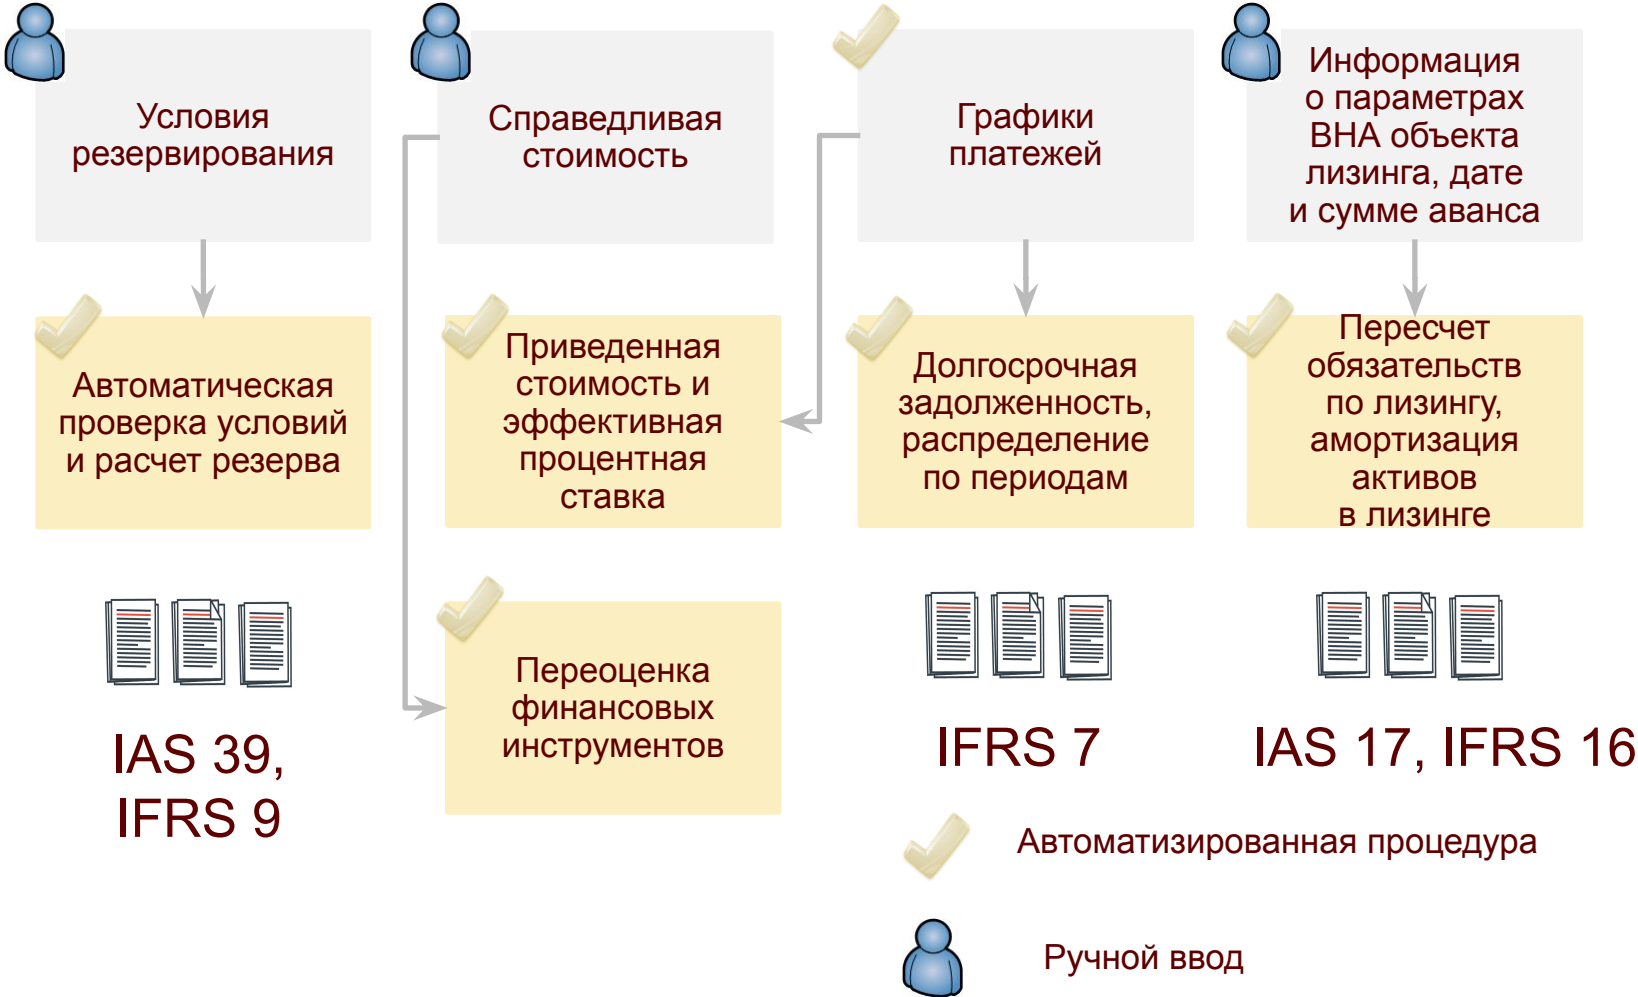 Условия
резервирования
Справедливая
стоимость
Графики
платежей
Информация
о параметрах
ВНА объекта
лизинга, дате
и сумме аванса
Автоматическая
проверка условий
и расчет резерва
Приведенная
стоимость и
эффективная
процентная
ставка
Долгосрочная
задолженность,
распределение
по периодам
Пересчет
обязательств
по лизингу,
амортизация
активов
в лизинге
Переоценка
финансовых
инструментов
IAS 39,
IFRS 9
IFRS 7
IAS 17, IFRS 16
Автоматизированная процедура
Ручной ввод